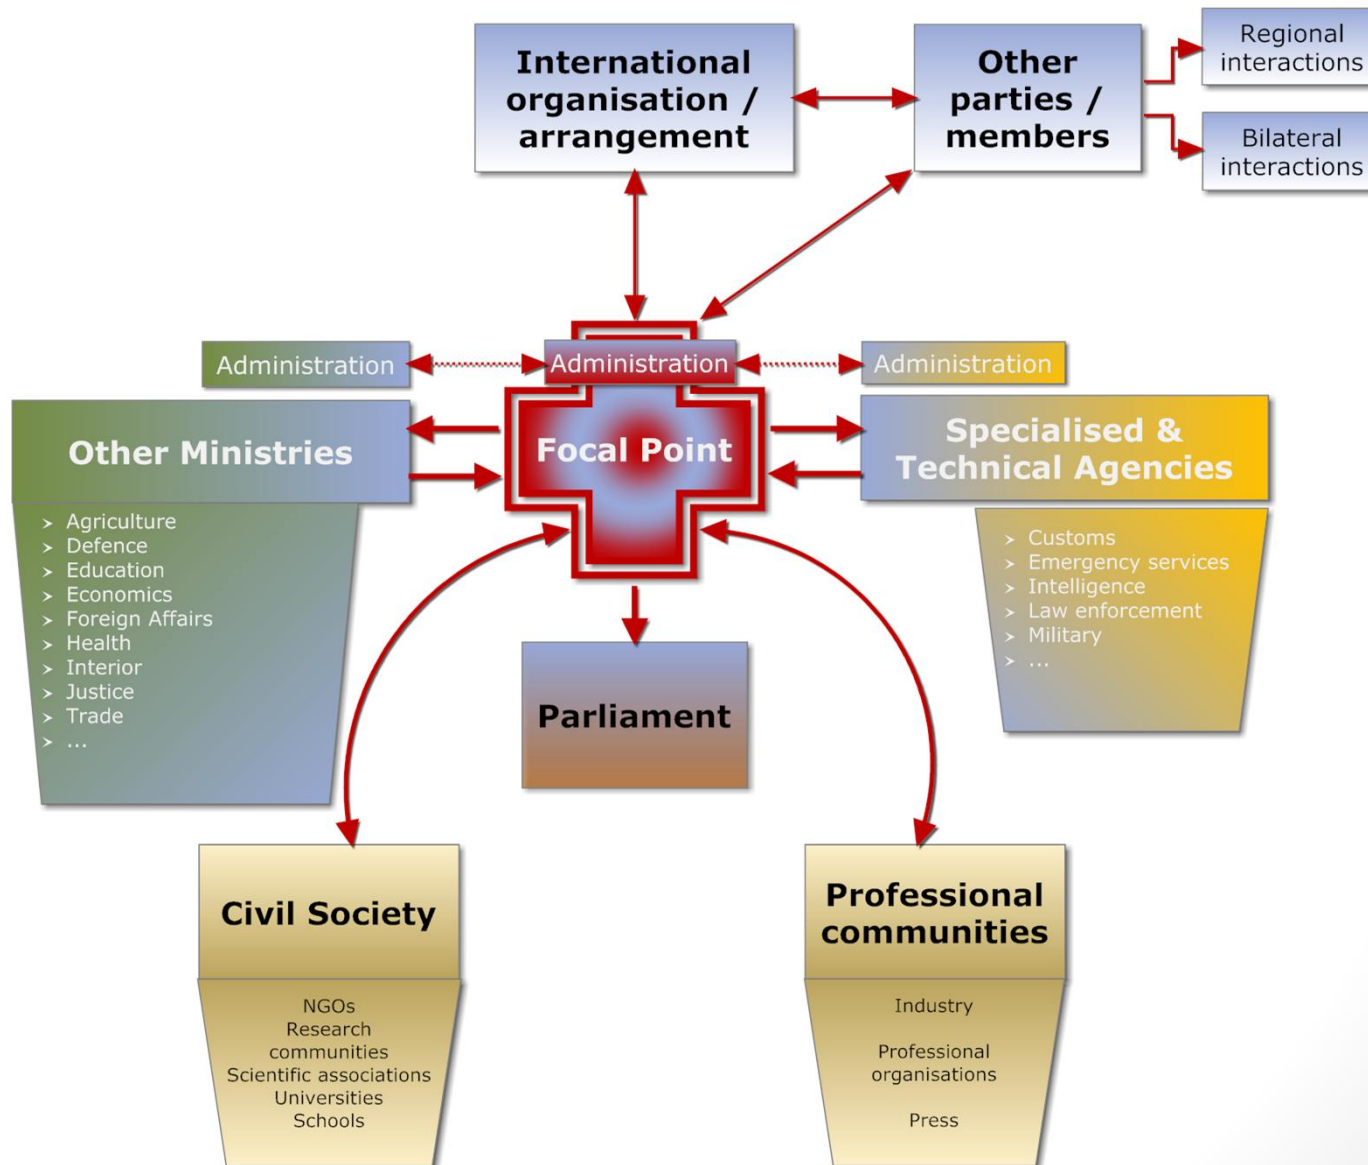 International
organisation /
arrangement
Other
parties /
members
Regional
interactions
Bilateral
interactions
Administration
Administration
Administration
Other Ministries
Focal Point
Specialised &
Technical Agencies
➢ Agriculture
➢ Defence
➢ Education
➢ Economics
➢ Foreign Affairs
➢ Health
➢ Interior
➢ Justice
➢ Trade
➢ ...
➢ Customs
➢ Emergency services
➢ Intelligence
➢ Law enforcement
➢ Military
➢ ...
Parliament
Civil Society
NGOs
Research
communities
Scientific associations
Universities
Schools
Professional
communities
Industry
Professional
organisations
Press